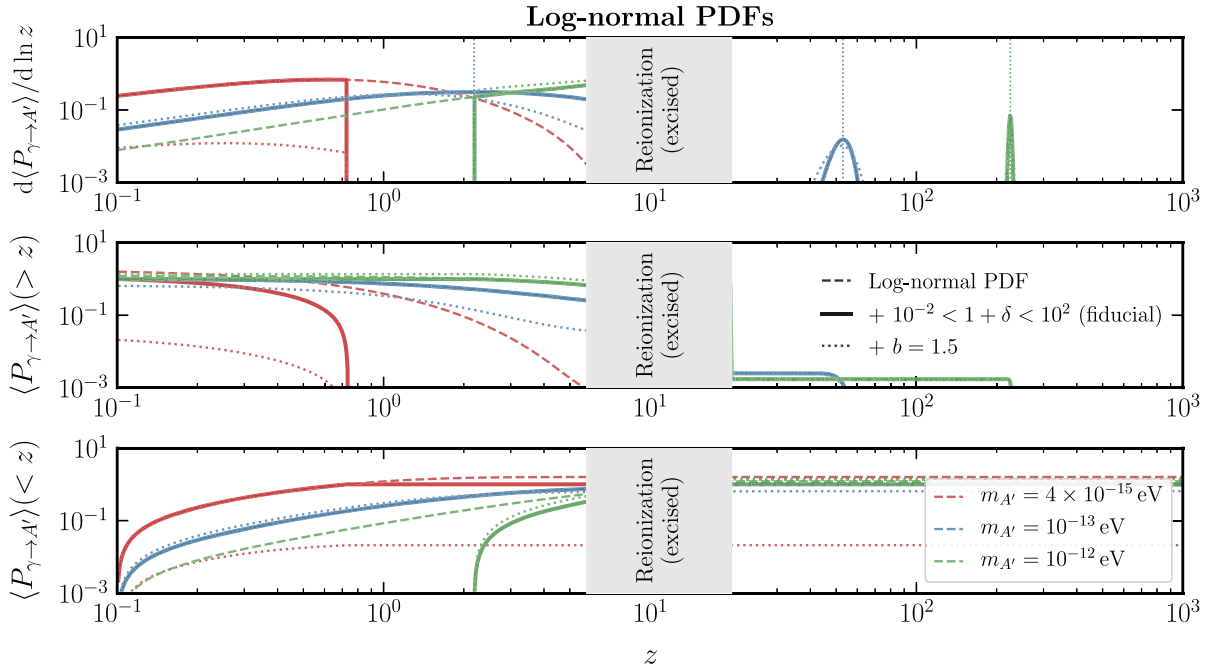 Log-normal PDFs
d⟨P_{γ→A′}⟩/d ln z
10^1
10^{-1}
10^{-3}
Reionization
(excised)
10^{-1}
10^0
10^1
10^2
10^3
⟨P_{γ→A′}⟩(> z)
10^1
10^{-1}
10^{-3}
Reionization
(excised)
Log-normal PDF
+ 10^{-2} < 1 + δ < 10^2 (fiducial)
+ b = 1.5
10^{-1}
10^0
10^1
10^2
10^3
⟨P_{γ→A′}⟩(< z)
10^1
10^{-1}
10^{-3}
Reionization
(excised)
m_{A′} = 4 × 10^{-15} eV
m_{A′} = 10^{-13} eV
m_{A′} = 10^{-12} eV
10^{-1}
10^0
10^1
10^2
10^3
z